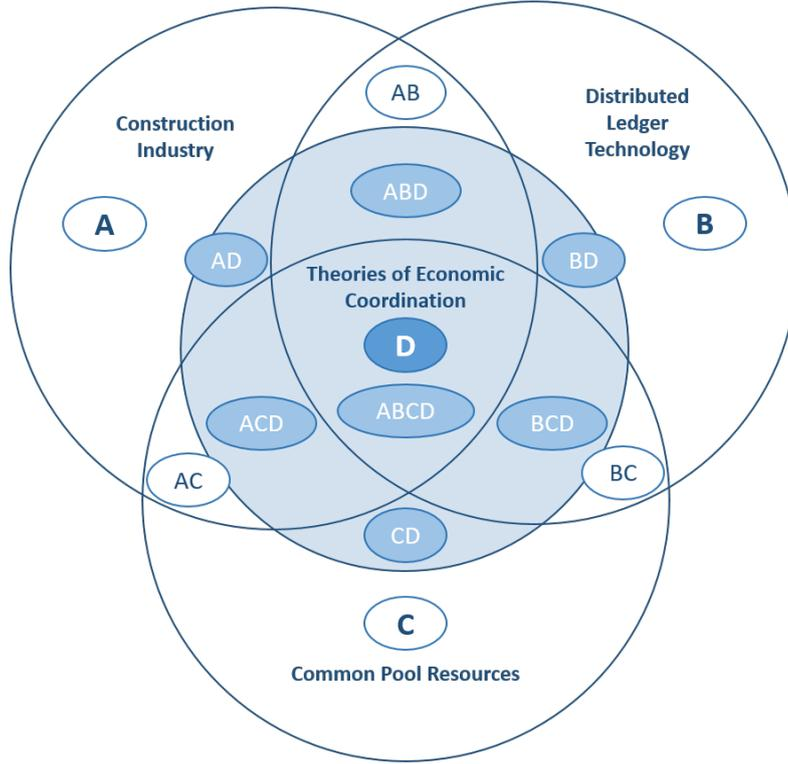 AB
Distributed
Ledger
Technology
Construction
Industry
ABD
A
B
AD
BD
Theories of Economic
Coordination
D
ABCD
ACD
BCD
AC
BC
CD
C
Common Pool Resources